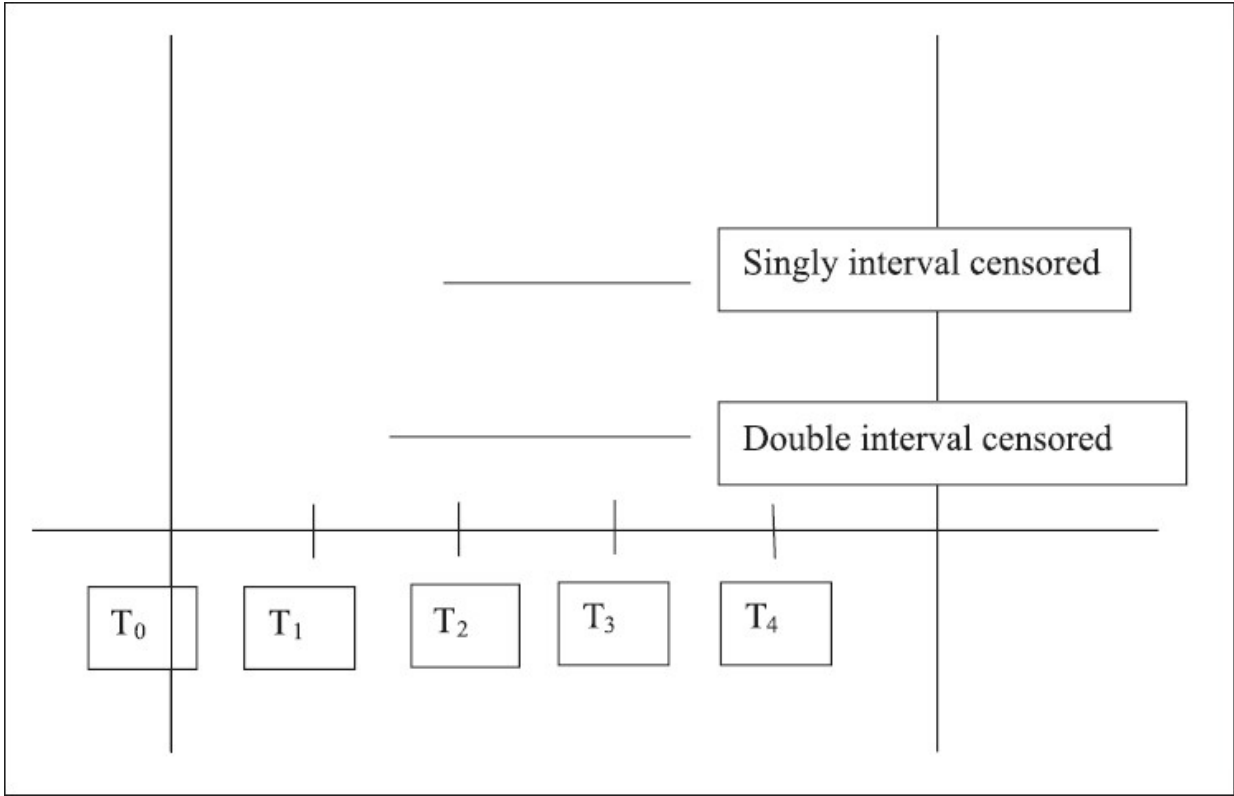 Singly interval censored
Double interval censored
T₀
T₁
T₂
T₃
T₄